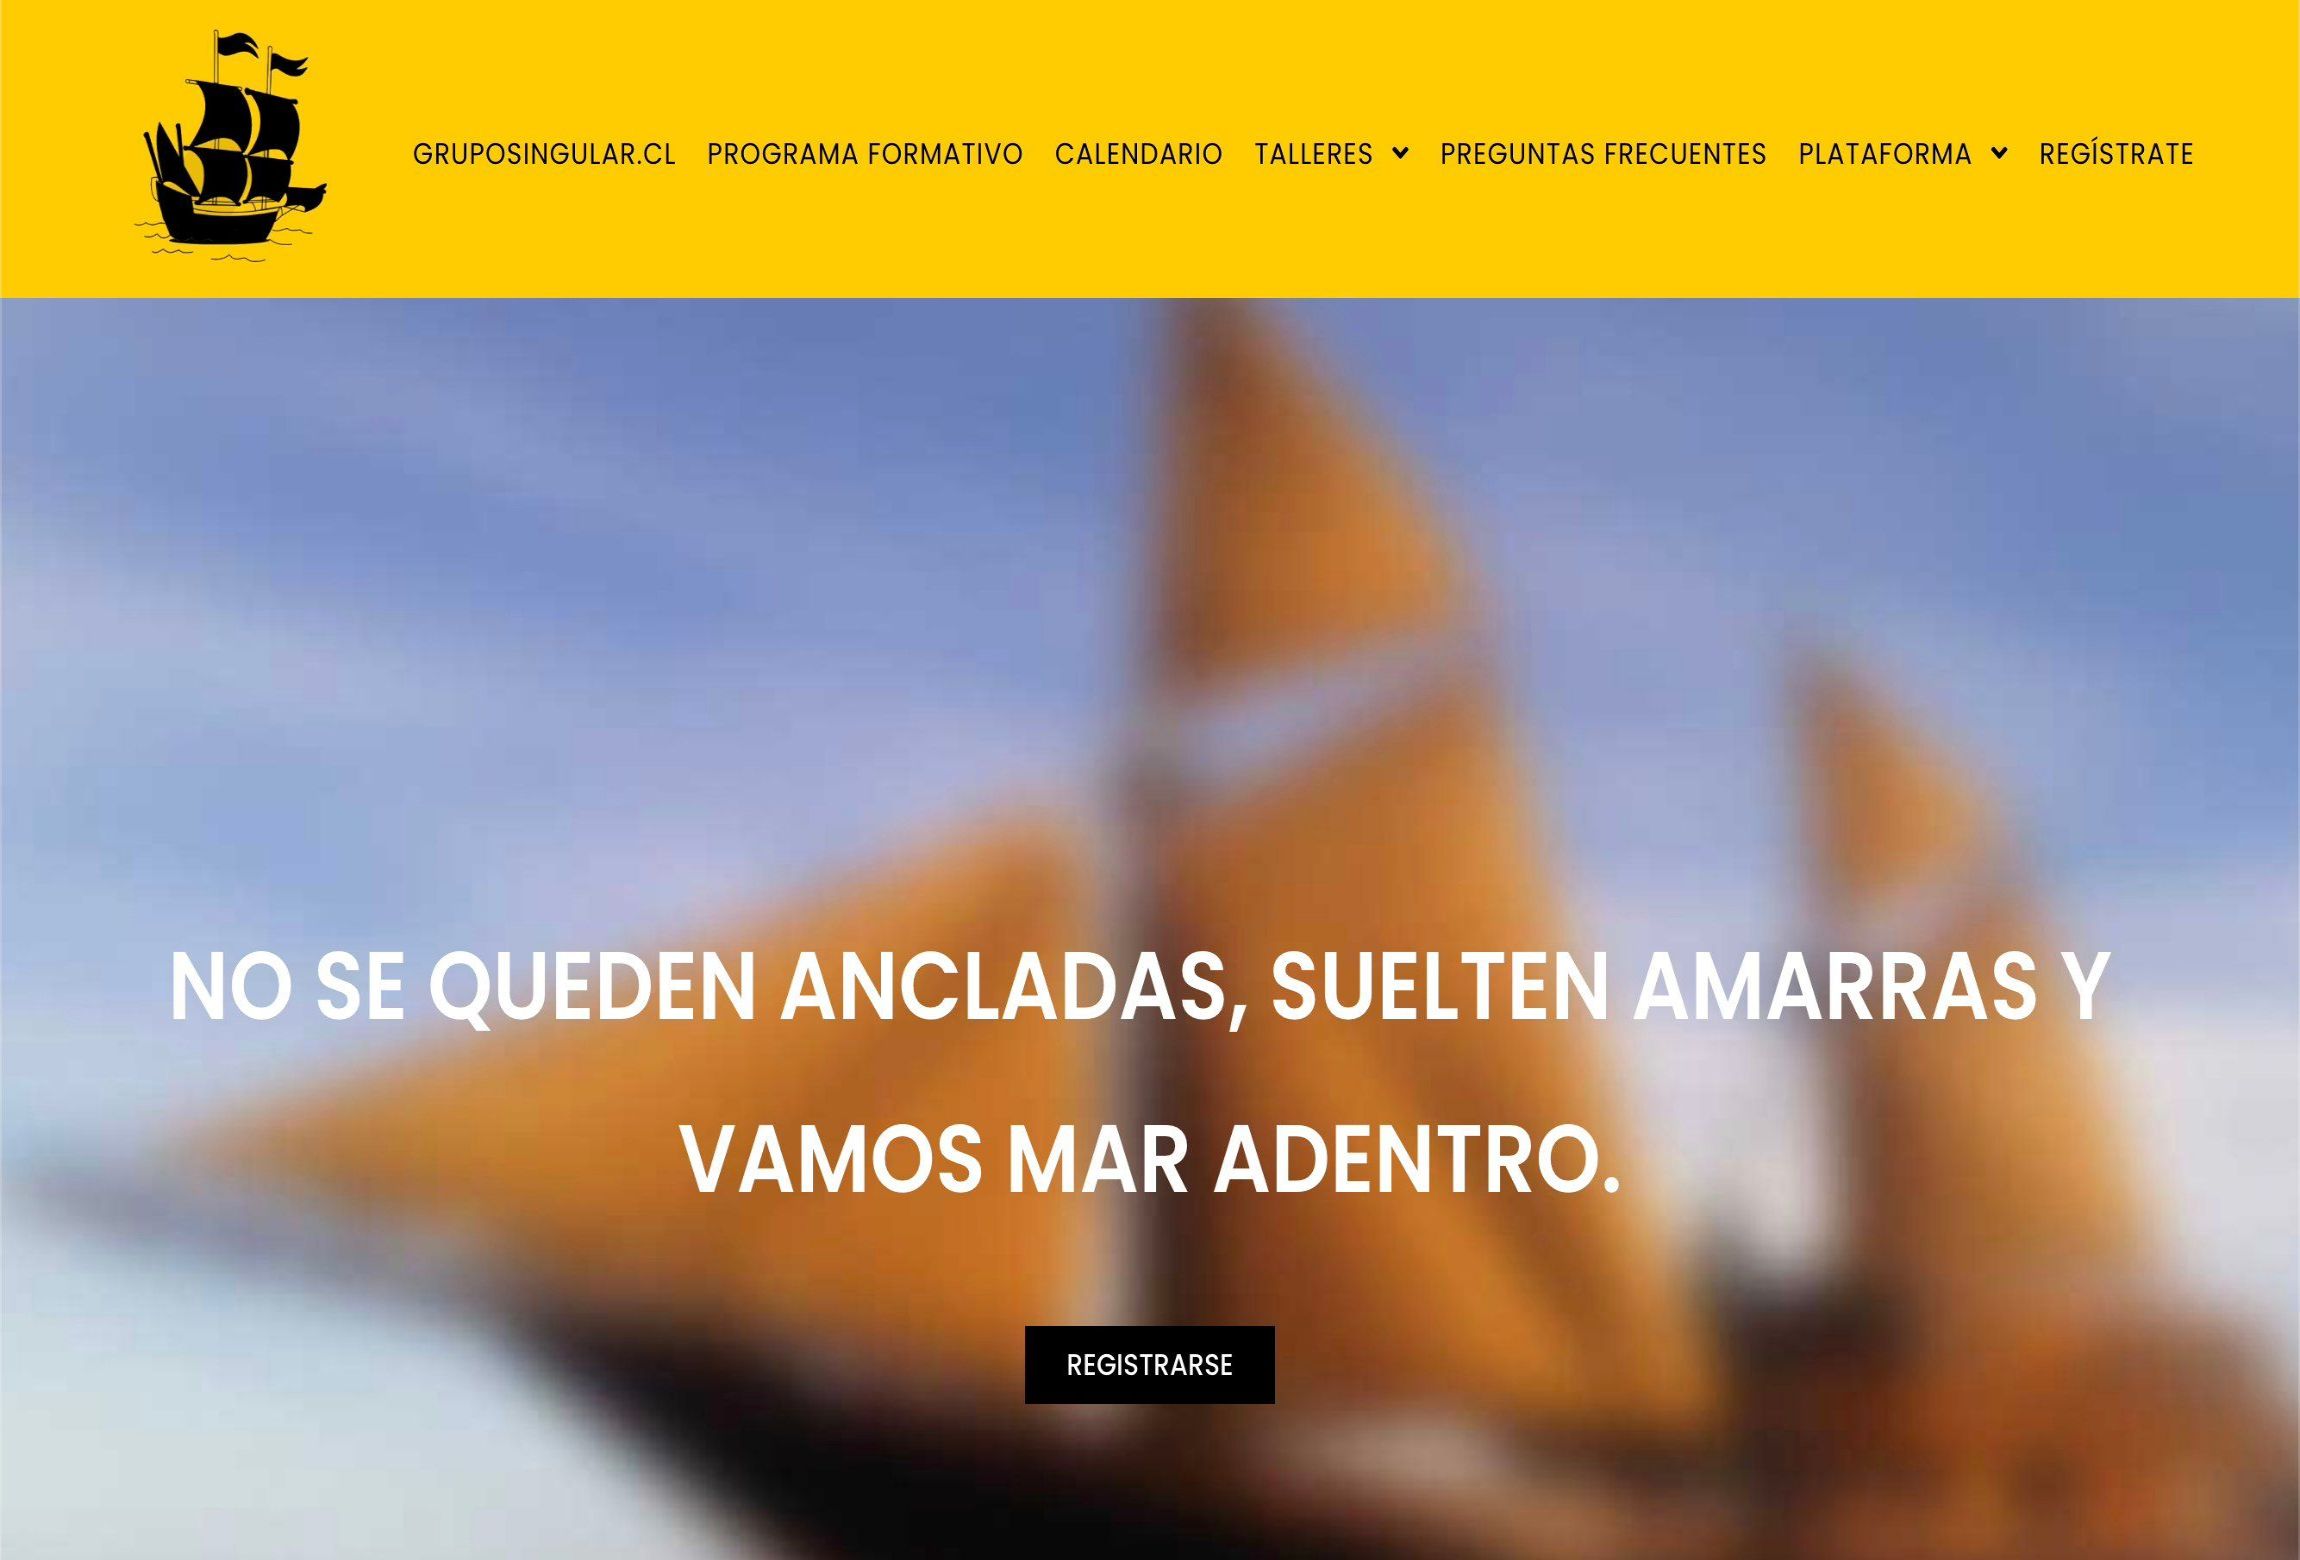 GRUPOSINGULAR.CL PROGRAMA FORMATIVO CALENDARIO TALLERES PREGUNTAS FRECUENTES PLATAFORMA REGÍSTRATE
NO SE QUEDEN ANCLADAS, SUELTEN AMARRAS Y
VAMOS MAR ADENTRO.
REGISTRARSE